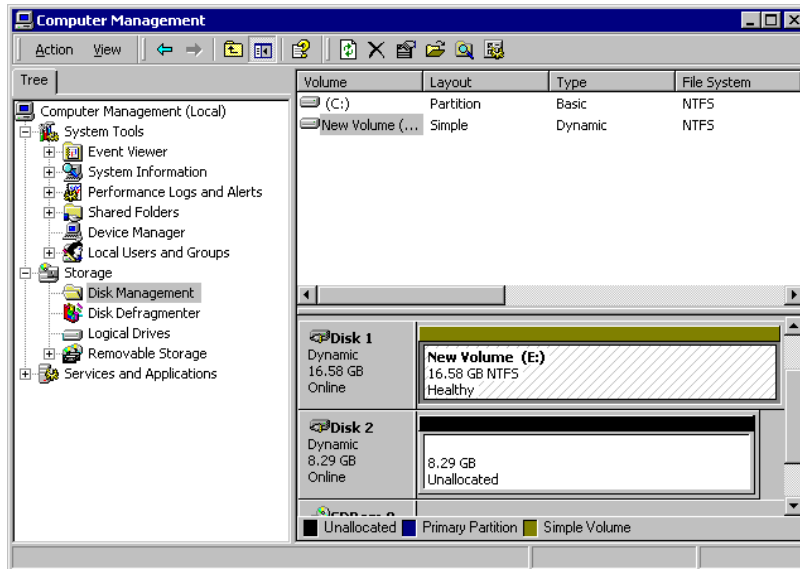 Computer Management
Action View
Tree
Computer Management (Local)
System Tools
Event Viewer
System Information
Performance Logs and Alerts
Shared Folders
Device Manager
Local Users and Groups
Storage
Disk Management
Disk Defragmenter
Logical Drives
Removable Storage
Services and Applications
Volume Layout Type File System
(C:) Partition Basic NTFS
New Volume (... Simple Dynamic NTFS
Disk 1
Dynamic
16.58 GB
Online
New Volume (E:)
16.58 GB NTFS
Healthy
Disk 2
Dynamic
8.29 GB
Online
8.29 GB
Unallocated
Unallocated Primary Partition Simple Volume